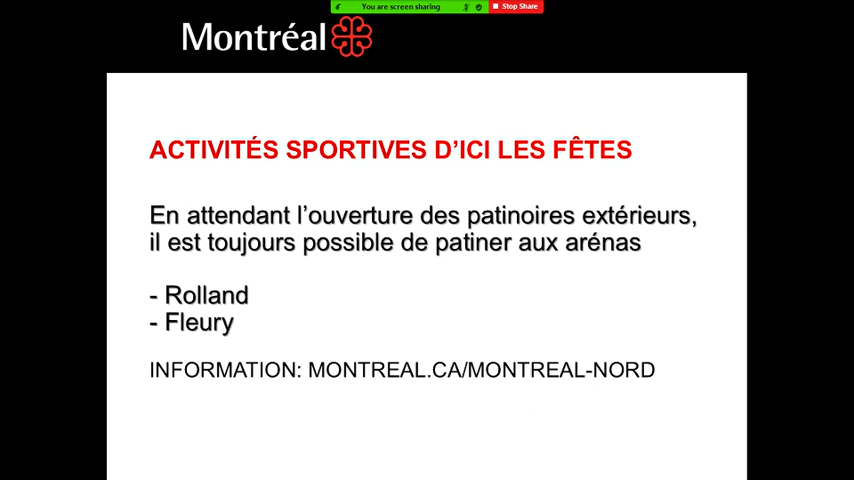 You are screen sharing
Stop Share
Montréal
ACTIVITÉS SPORTIVES D’ICI LES FÊTES
En attendant l’ouverture des patinoires extérieurs,
il est toujours possible de patiner aux arénas
- Rolland
- Fleury
INFORMATION: MONTREAL.CA/MONTREAL-NORD